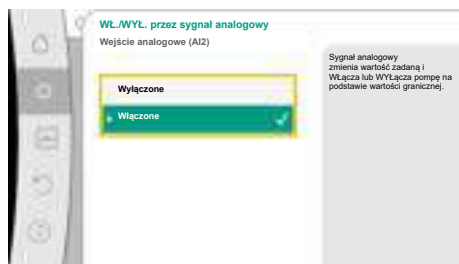 WŁ./WYŁ. przez sygnał analogowy
Wejście analogowe (AI2)
Wyłączone
Włączone
Sygnał analogowy
zmienia wartość zadaną i
WŁącza lub WYŁącza pompę na
podstawie wartości granicznej.